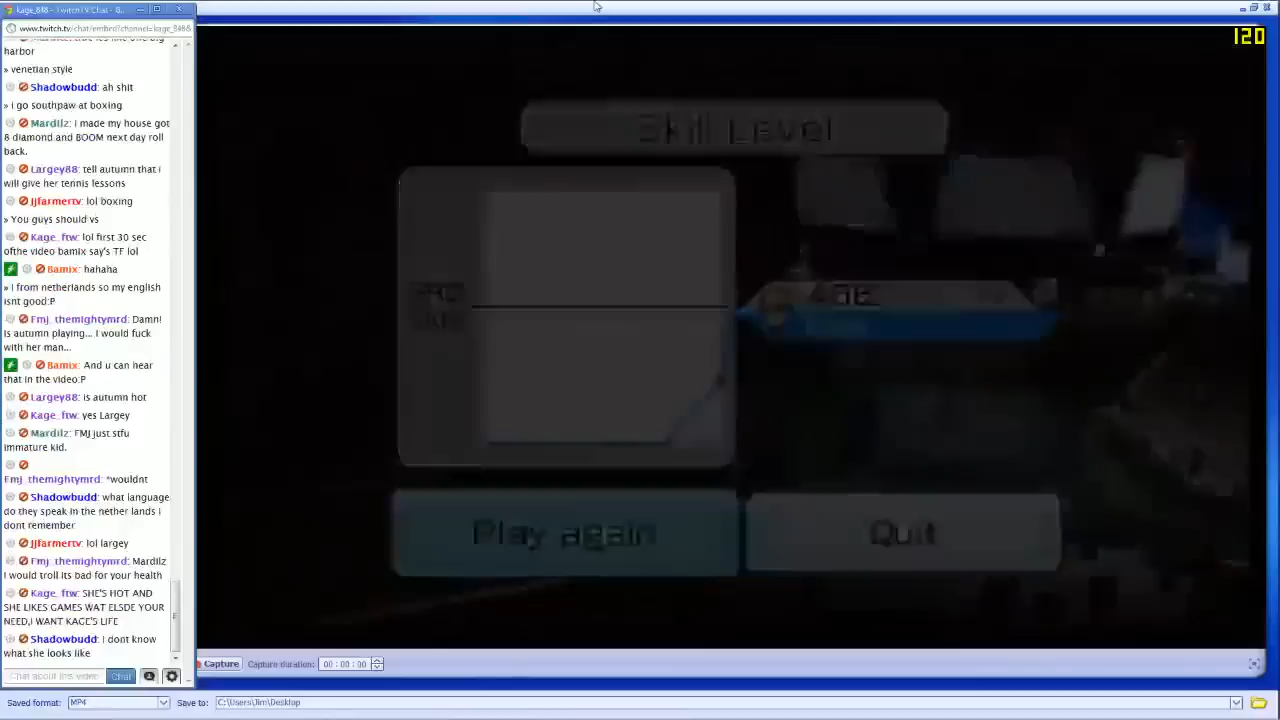 kage_848 - TwitchTV Chat - G...
www.twitch.tv/chat/embed?channel=kage_848&
harbor
» venetian style
Shadowbudd: ah shit
» i go southpaw at boxing
Mardilz: I made my house got
8 diamond and BOOM next day roll
back.
Largey88: tell autumn that i
will give her tennis lessons
Jjfarmertv: lol boxing
» You guys should vs
Kage_ftw: lol first 30 sec
ofthe video bamix say's TF lol
Bamix: hahaha
» I from netherlands so my english
isnt good:P
Fmj_themightymrd: Damn!
Is autumn playing... I would fuck
with her man...
Bamix: And u can hear
that in the video:P
Largey88: is autumn hot
Kage_ftw: yes Largey
Mardilz: FMJ just stfu
immature kid.
Fmj_themightymrd: *wouldnt
Shadowbudd: what language
do they speak in the nether lands i
dont remember
Jjfarmertv: lol largey
Fmj_themightymrd: Mardilz
I would troll its bad for your health
Kage_ftw: SHE'S HOT AND
SHE LIKES GAMES WAT ELSDE YOUR
NEED,I WANT KAGE'S LIFE
Shadowbudd: I dont know
what she looks like
Chat about this video
Chat
120
Skill Level
Play again
Quit
Capture
Capture duration:
00:00:00
Saved format:
MP4
Save to:
C:\Users\Jim\Desktop